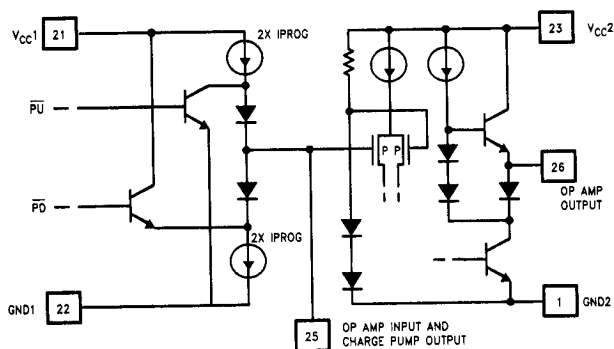 VCC1 21
2X IPROG
23 VCC2
PU
P P
26
OP AMP
OUTPUT
PD
2X IPROG
GND1 22
1 GND2
25 OP AMP INPUT AND
CHARGE PUMP OUTPUT